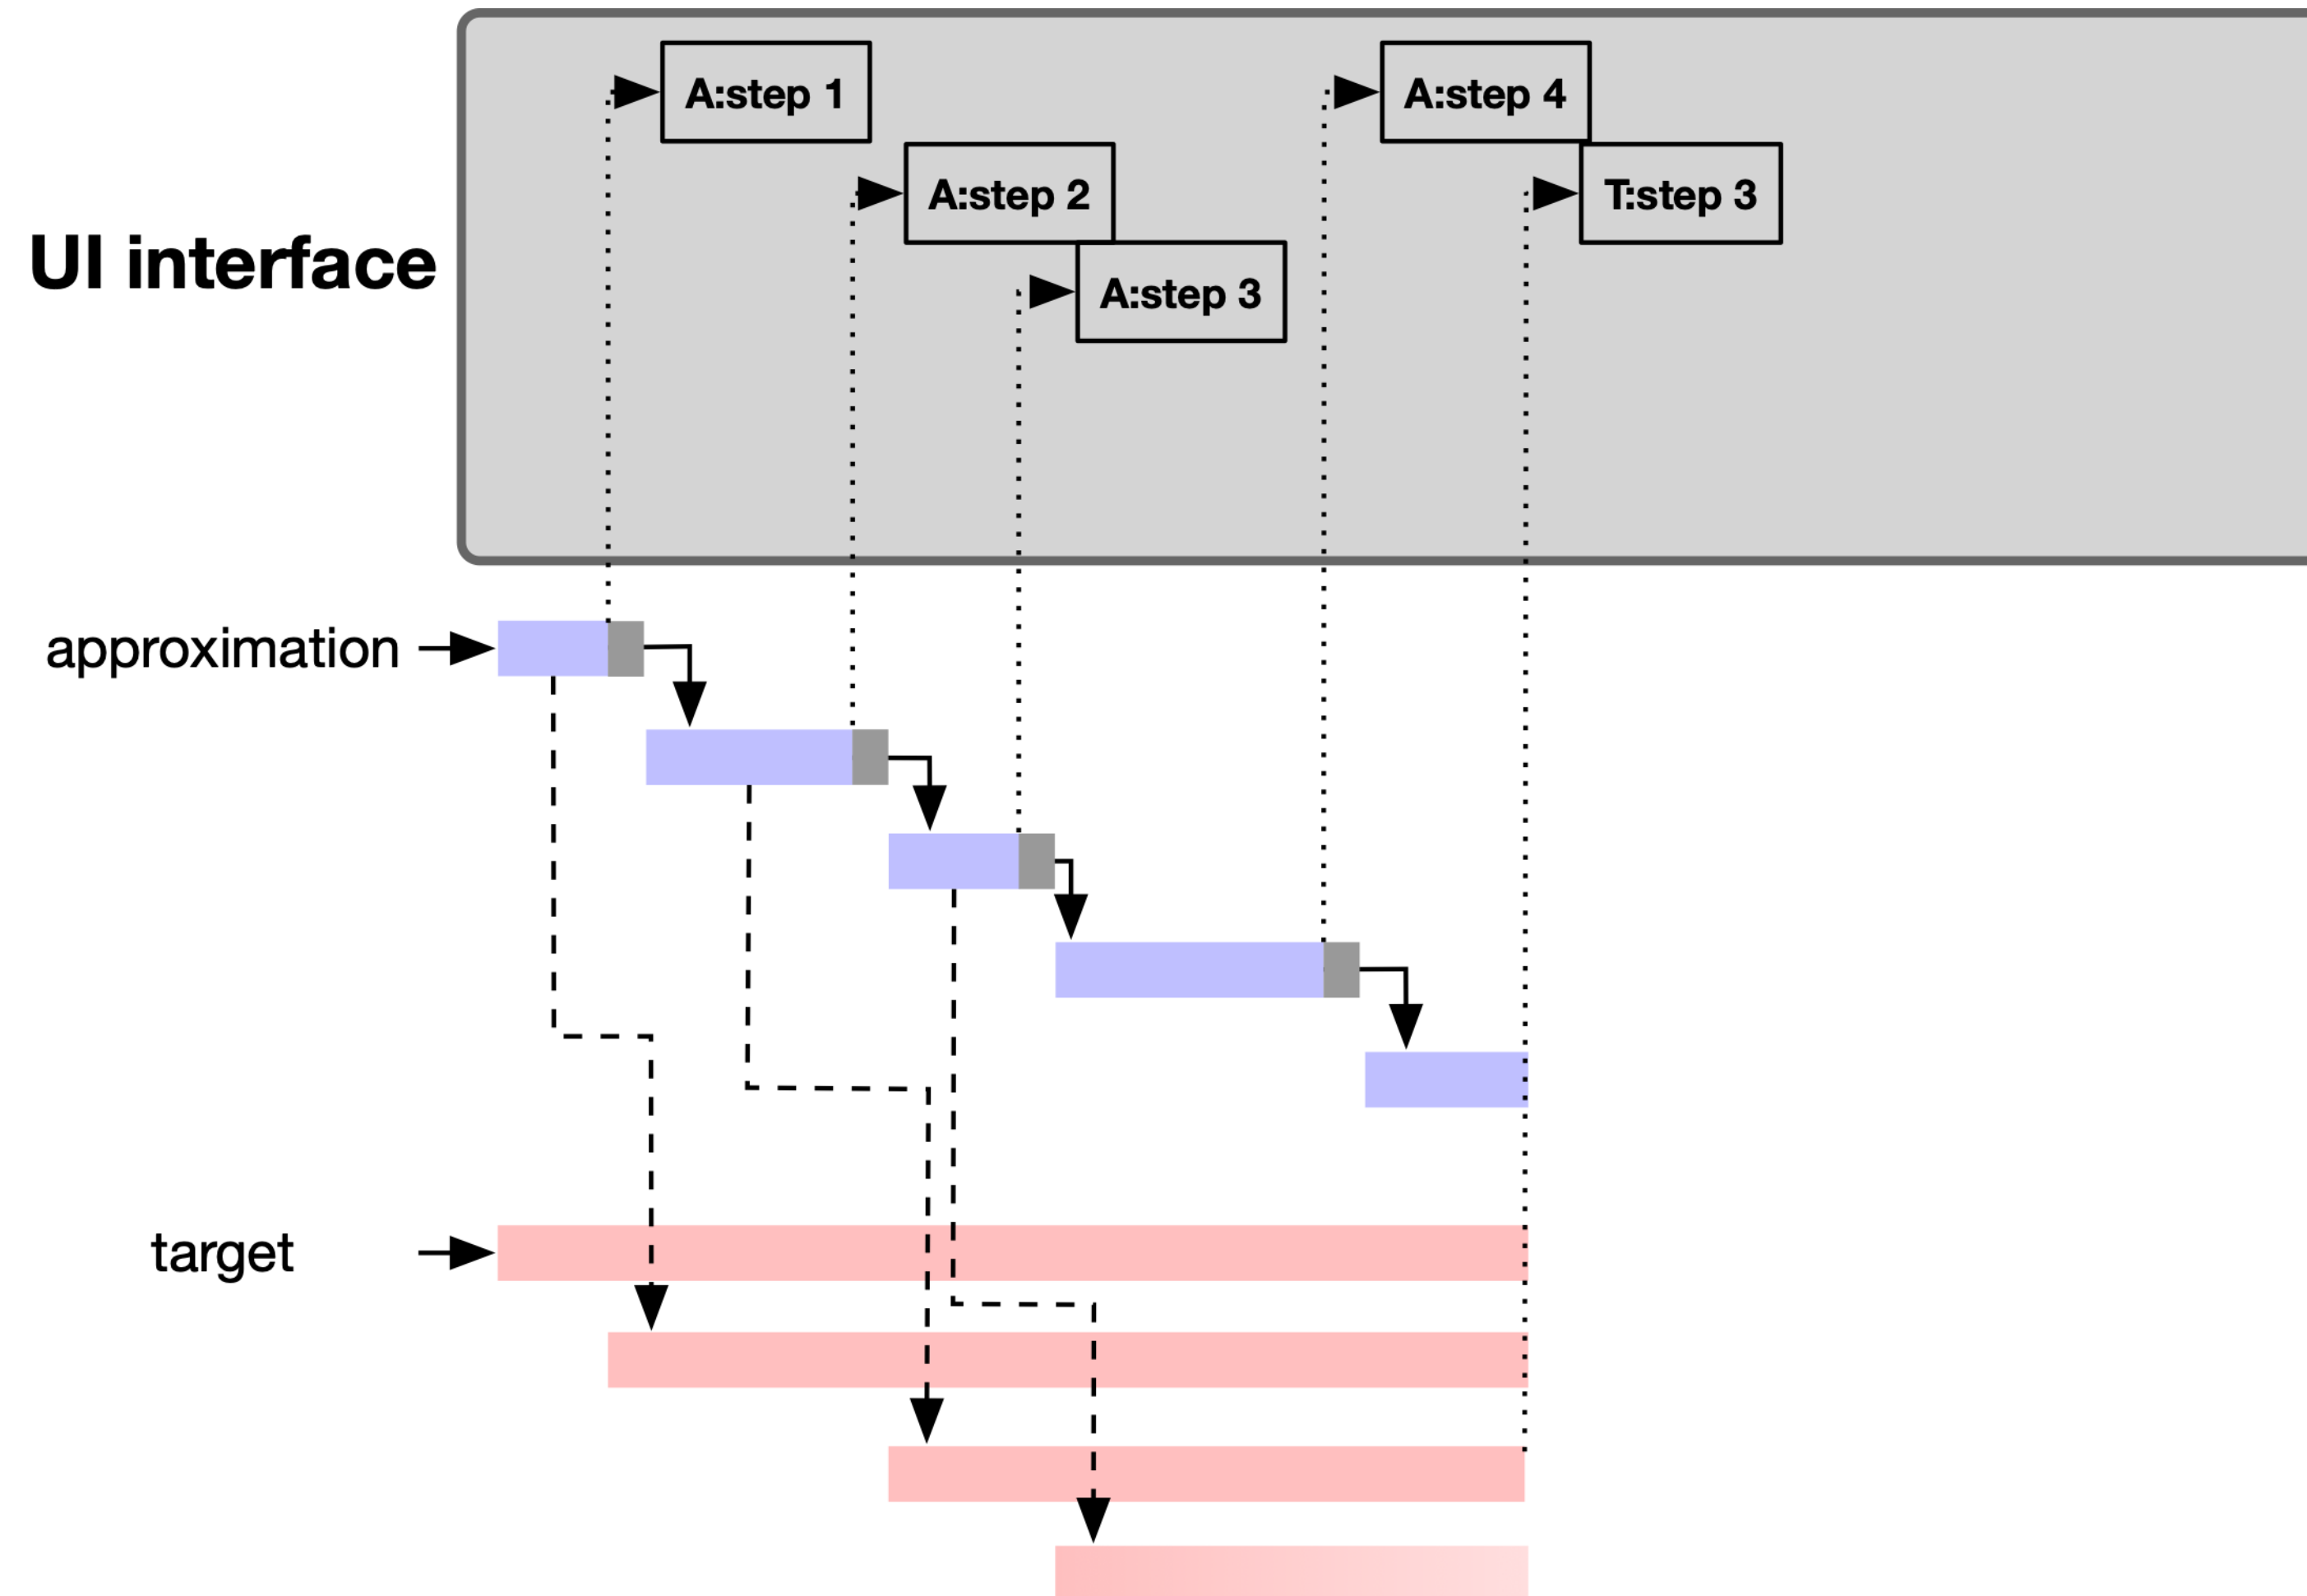 A:step 1
A:step 4
A:step 2
T:step 3
UI interface
A:step 3
approximation
target